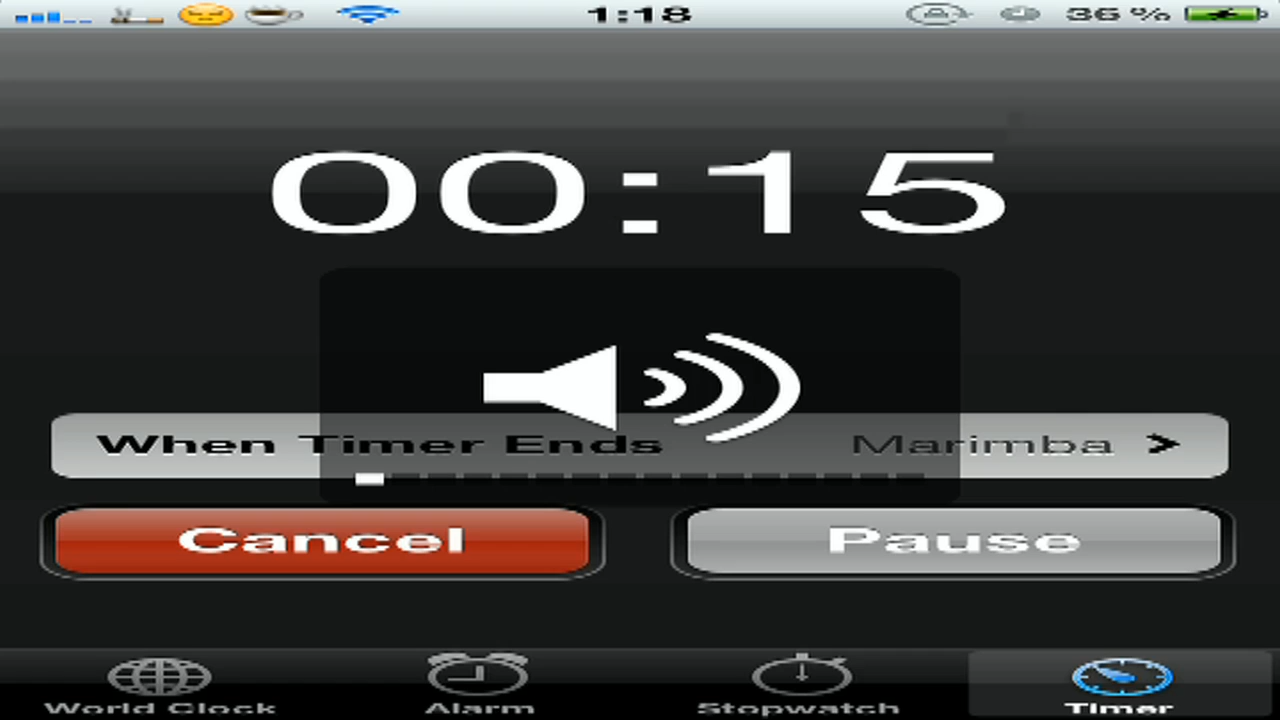 1:18 36 %
00:15
When Timer Ends Marimba >
Cancel Pause
World Clock Alarm Stopwatch Timer